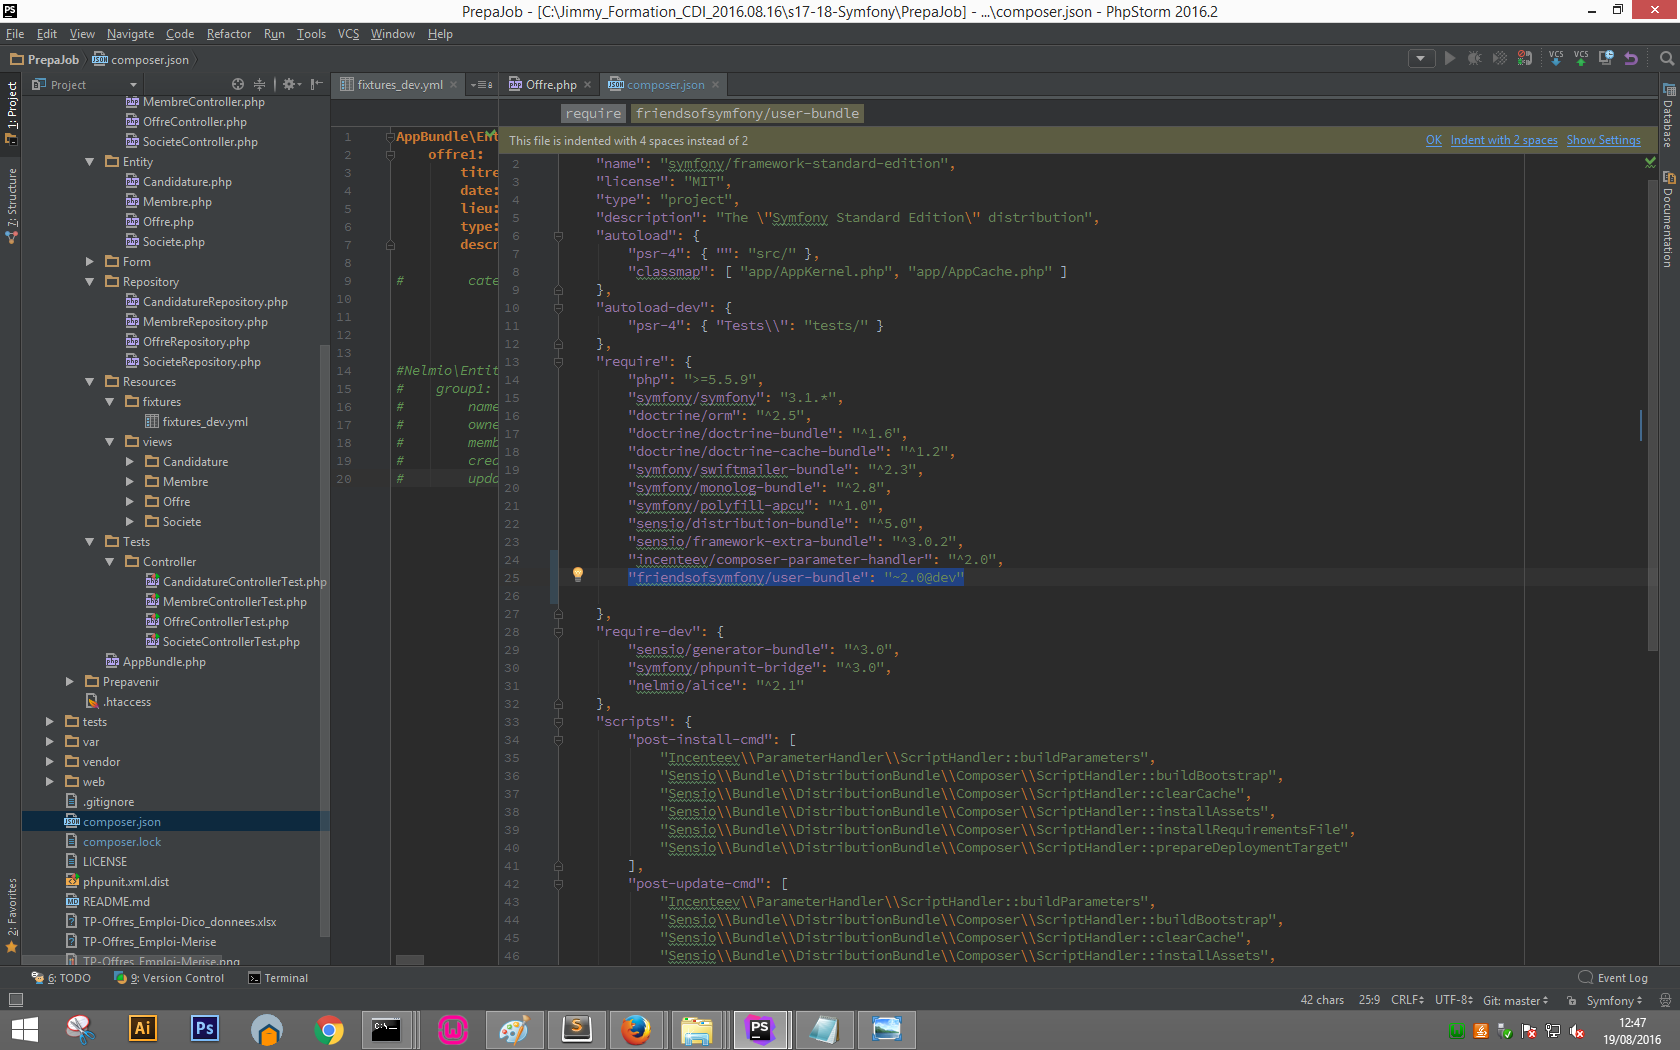 PrepaJob - [C:\Jimmy_Formation_CDI_2016.08.16\s17-18-Symfony\PrepaJob] - ...\composer.json - PhpStorm 2016.2
File Edit View Navigate Code Refactor Run Tools VCS Window Help
PrepaJob composer.json
1: Project
7: Structure
2: Favorites
Project
MembreController.php
OffreController.php
SocieteController.php
Entity
Candidature.php
Membre.php
Offre.php
Societe.php
Form
Repository
CandidatureRepository.php
MembreRepository.php
OffreRepository.php
SocieteRepository.php
Resources
fixtures
fixtures_dev.yml
views
Candidature
Membre
Offre
Societe
Tests
Controller
CandidatureControllerTest.php
MembreControllerTest.php
OffreControllerTest.php
SocieteControllerTest.php
AppBundle.php
Prepavenir
.htaccess
tests
var
vendor
web
.gitignore
composer.json
composer.lock
LICENSE
phpunit.xml.dist
README.md
TP-Offres_Emploi-Dico_donnees.xlsx
TP-Offres_Emploi-Merise
TP-Offres_Emploi-Merise.png
fixtures_dev.yml
1 AppBundle\Ent
2 offre1:
3 titre
4 date:
5 lieu:
6 type:
7 descr
8
9 # cate
10
11
12
13
14 #Nelmio\Entit
15 # group1:
16 # name
17 # owne
18 # memb
19 # crea
20 # upda
Offre.php composer.json
require friendsofsymfony/user-bundle
This file is indented with 4 spaces instead of 2 OK Indent with 2 spaces Show Settings
2 "name": "symfony/framework-standard-edition",
3 "license": "MIT",
4 "type": "project",
5 "description": "The \"Symfony Standard Edition\" distribution",
6 "autoload": {
7 "psr-4": { "": "src/" },
8 "classmap": [ "app/AppKernel.php", "app/AppCache.php" ]
9 },
10 "autoload-dev": {
11 "psr-4": { "Tests\\": "tests/" }
12 },
13 "require": {
14 "php": ">=5.5.9",
15 "symfony/symfony": "3.1.*",
16 "doctrine/orm": "^2.5",
17 "doctrine/doctrine-bundle": "^1.6",
18 "doctrine/doctrine-cache-bundle": "^1.2",
19 "symfony/swiftmailer-bundle": "^2.3",
20 "symfony/monolog-bundle": "^2.8",
21 "symfony/polyfill-apcu": "^1.0",
22 "sensio/distribution-bundle": "^5.0",
23 "sensio/framework-extra-bundle": "^3.0.2",
24 "incenteev/composer-parameter-handler": "^2.0",
25 "friendsofsymfony/user-bundle": "~2.0@dev"
26
27 },
28 "require-dev": {
29 "sensio/generator-bundle": "^3.0",
30 "symfony/phpunit-bridge": "^3.0",
31 "nelmio/alice": "^2.1"
32 },
33 "scripts": {
34 "post-install-cmd": [
35 "Incenteev\\ParameterHandler\\ScriptHandler::buildParameters",
36 "Sensio\\Bundle\\DistributionBundle\\Composer\\ScriptHandler::buildBootstrap",
37 "Sensio\\Bundle\\DistributionBundle\\Composer\\ScriptHandler::clearCache",
38 "Sensio\\Bundle\\DistributionBundle\\Composer\\ScriptHandler::installAssets",
39 "Sensio\\Bundle\\DistributionBundle\\Composer\\ScriptHandler::installRequirementsFile",
40 "Sensio\\Bundle\\DistributionBundle\\Composer\\ScriptHandler::prepareDeploymentTarget"
41 ],
42 "post-update-cmd": [
43 "Incenteev\\ParameterHandler\\ScriptHandler::buildParameters",
44 "Sensio\\Bundle\\DistributionBundle\\Composer\\ScriptHandler::buildBootstrap",
45 "Sensio\\Bundle\\DistributionBundle\\Composer\\ScriptHandler::clearCache",
46 "Sensio\\Bundle\\DistributionBundle\\Composer\\ScriptHandler::installAssets",
Database
Documentation
6: TODO 9: Version Control Terminal Event Log
42 chars 25:9 CRLF UTF-8 Git: master Symfony
12:47
19/08/2016